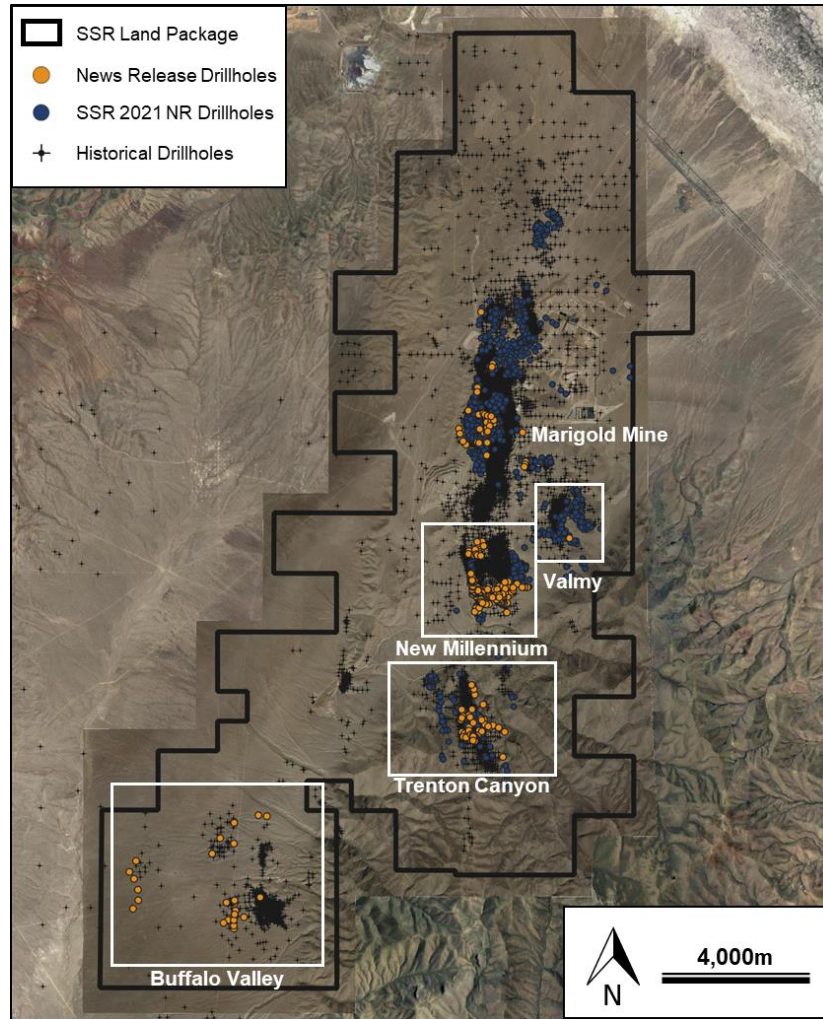 SSR Land Package
News Release Drillholes
SSR 2021 NR Drillholes
Historical Drillholes
Marigold Mine
Valmy
New Millennium
Trenton Canyon
Buffalo Valley
N
4,000m